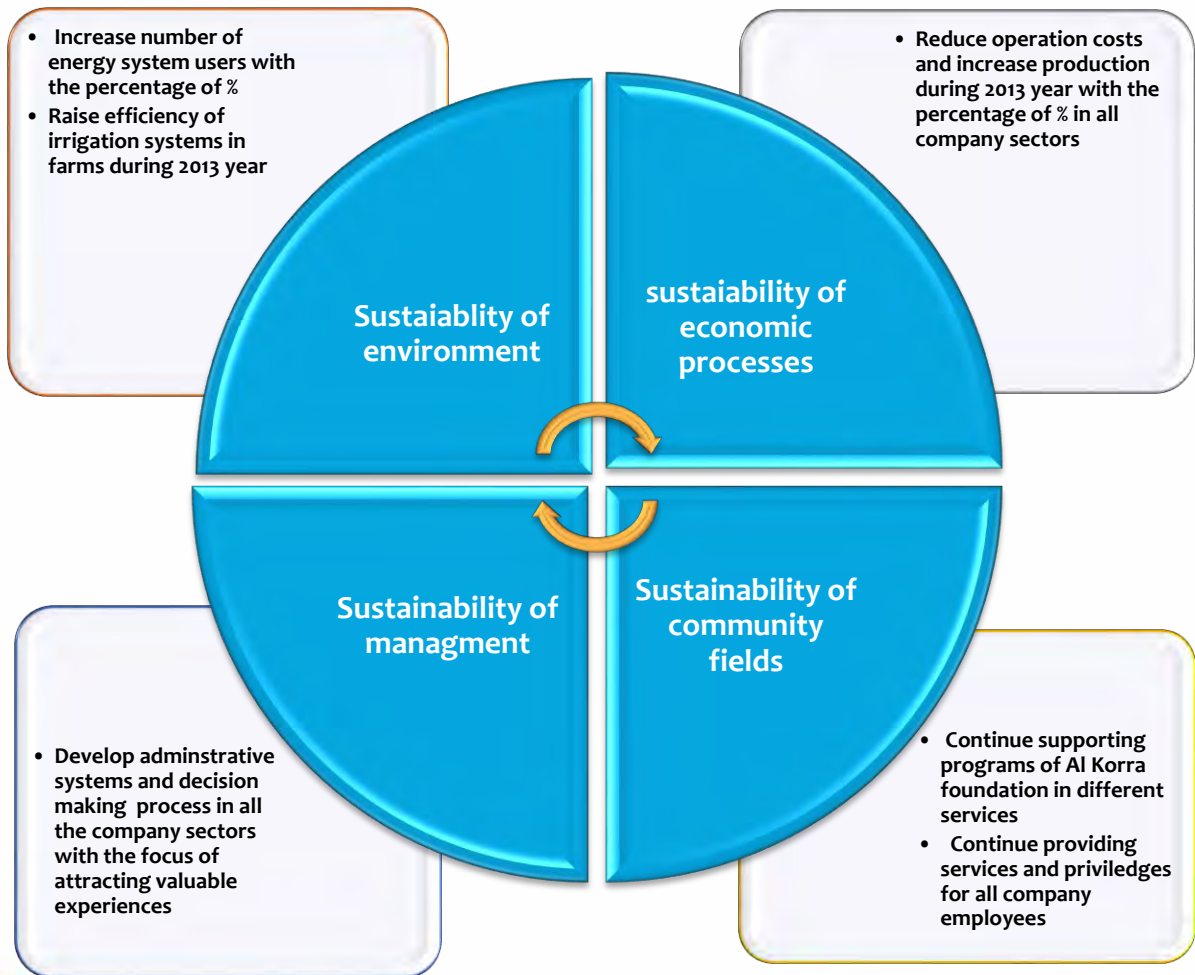 • Increase number of
energy system users with
the percentage of %
• Raise efficiency of
irrigation systems in
farms during 2013 year
• Reduce operation costs
and increase production
during 2013 year with the
percentage of % in all
company sectors
Sustaiablity of
environment
sustaiability of
economic
processes
Sustainability of
managment
Sustainability of
community
fields
• Develop adminstrative
systems and decision
making process in all
the company sectors
with the focus of
attracting valuable
experiences
• Continue supporting
programs of Al Korra
foundation in different
services
• Continue providing
services and priviledges
for all company
employees